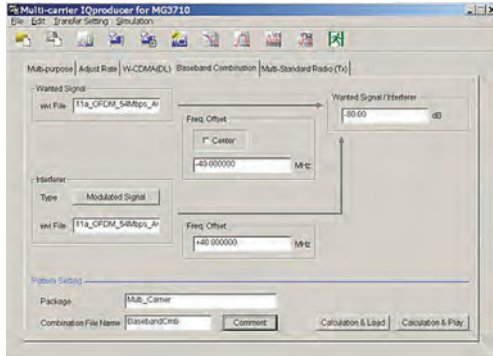 Multi-carrier IQproducer for MG3710
File Edit Transfer Setting Simulation
Multi-purpose Adjust Rate W-CDMA(DL) Baseband Combination Multi-Standard Radio (Tx)
Wanted Signal
wvi File 11a_OFDM_54Mbps_A
Wanted Signal / Interferer
-80.00 dB
Freq. Offset
Center
-40.000000 MHz
Interferer
Type Modulated Signal
wvi File 11a_OFDM_54Mbps_A
Freq. Offset
+40.000000 MHz
Pattern Setting
Package Multi_Carrier
Combination File Name BasebandCmb Comment Calculation & Load Calculation & Play